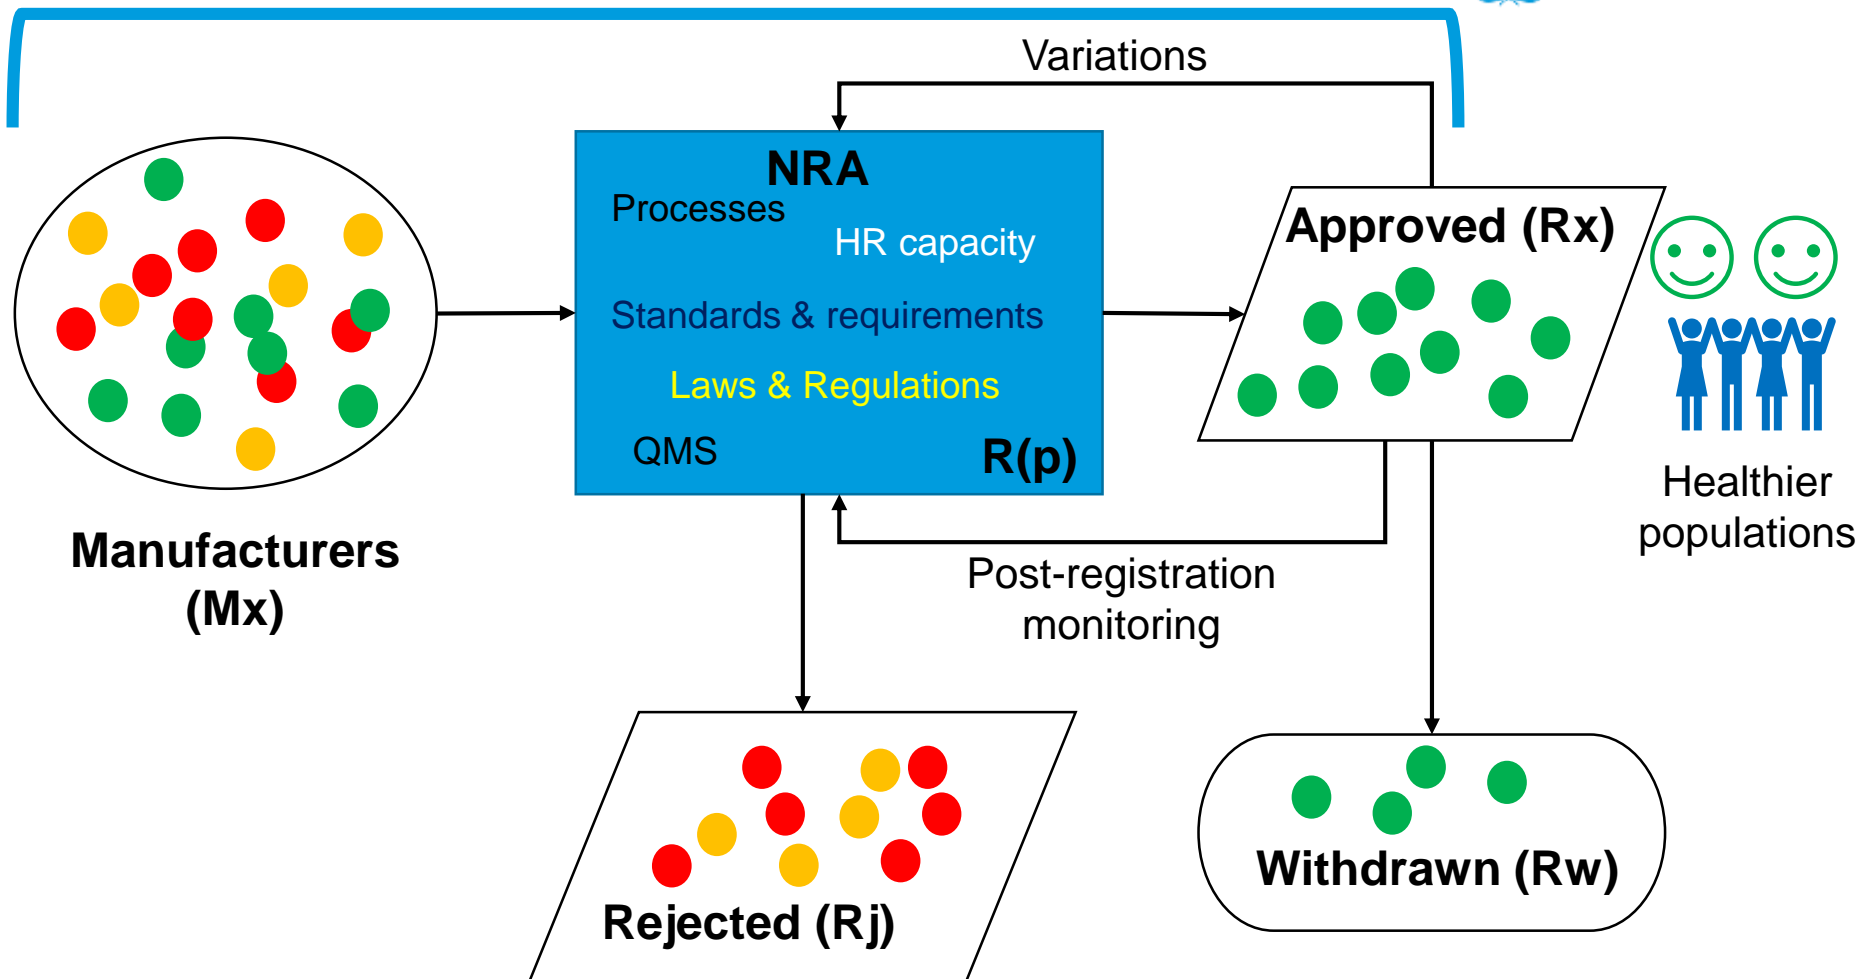 Variations
NRA
Processes
HR capacity
Standards & requirements
Laws & Regulations
QMS
R(p)
Approved (Rx)
Healthier
populations
Manufacturers
(Mx)
Post-registration
monitoring
Rejected (Rj)
Withdrawn (Rw)